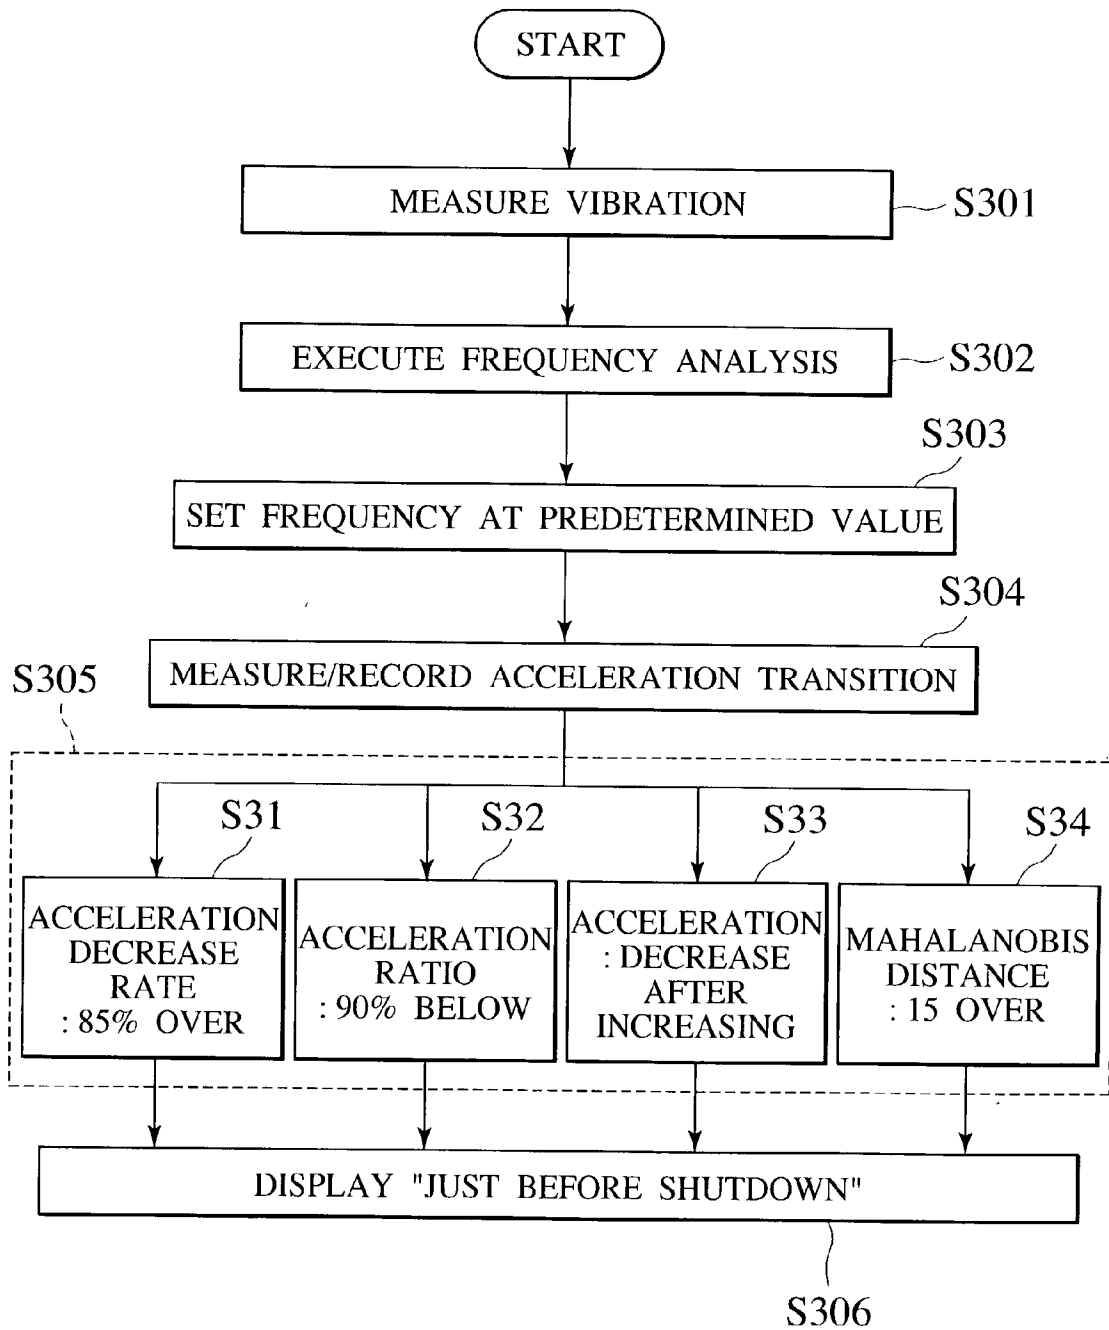 START
MEASURE VIBRATION
S301
EXECUTE FREQUENCY ANALYSIS
S302
S303
SET FREQUENCY AT PREDETERMINED VALUE
S304
MEASURE/RECORD ACCELERATION TRANSITION
S305
S31
ACCELERATION
DECREASE
RATE
: 85% OVER
S32
ACCELERATION
RATIO
: 90% BELOW
S33
ACCELERATION
: DECREASE
AFTER
INCREASING
S34
MAHALANOBIS
DISTANCE
: 15 OVER
DISPLAY "JUST BEFORE SHUTDOWN"
S306